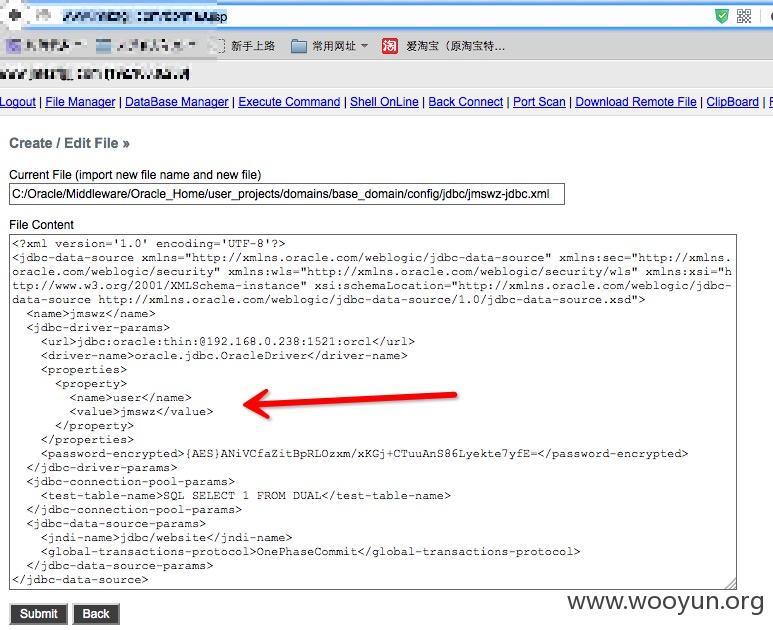 新手上路 常用网址 淘 爱淘宝（原淘宝特...
Logout | File Manager | DataBase Manager | Execute Command | Shell OnLine | Back Connect | Port Scan | Download Remote File | ClipBoard |
Create / Edit File »
Current File (import new file name and new file)
C:/Oracle/Middleware/Oracle_Home/user_projects/domains/base_domain/config/jdbc/jmswz-jdbc.xml
File Content
<?xml version='1.0' encoding='UTF-8'?>
<jdbc-data-source xmlns="http://xmlns.oracle.com/weblogic/jdbc-data-source" xmlns:sec="http://xmlns.
oracle.com/weblogic/security" xmlns:wls="http://xmlns.oracle.com/weblogic/security/wls" xmlns:xsi="h
ttp://www.w3.org/2001/XMLSchema-instance" xsi:schemaLocation="http://xmlns.oracle.com/weblogic/jdbc-
data-source http://xmlns.oracle.com/weblogic/jdbc-data-source/1.0/jdbc-data-source.xsd">
<name>jmswz</name>
<jdbc-driver-params>
<url>jdbc:oracle:thin:@192.168.0.238:1521:orcl</url>
<driver-name>oracle.jdbc.OracleDriver</driver-name>
<properties>
<property>
<name>user</name>
<value>jmswz</value>
</property>
</properties>
<password-encrypted>{AES}ANiVCfaZitBpRLOzxm/xKGj+CTuuAnS86Lyekte7yfE=</password-encrypted>
</jdbc-driver-params>
<jdbc-connection-pool-params>
<test-table-name>SQL SELECT 1 FROM DUAL</test-table-name>
</jdbc-connection-pool-params>
<jdbc-data-source-params>
<jndi-name>jdbc/website</jndi-name>
<global-transactions-protocol>OnePhaseCommit</global-transactions-protocol>
</jdbc-data-source-params>
</jdbc-data-source>
Submit Back
www.wooyun.org